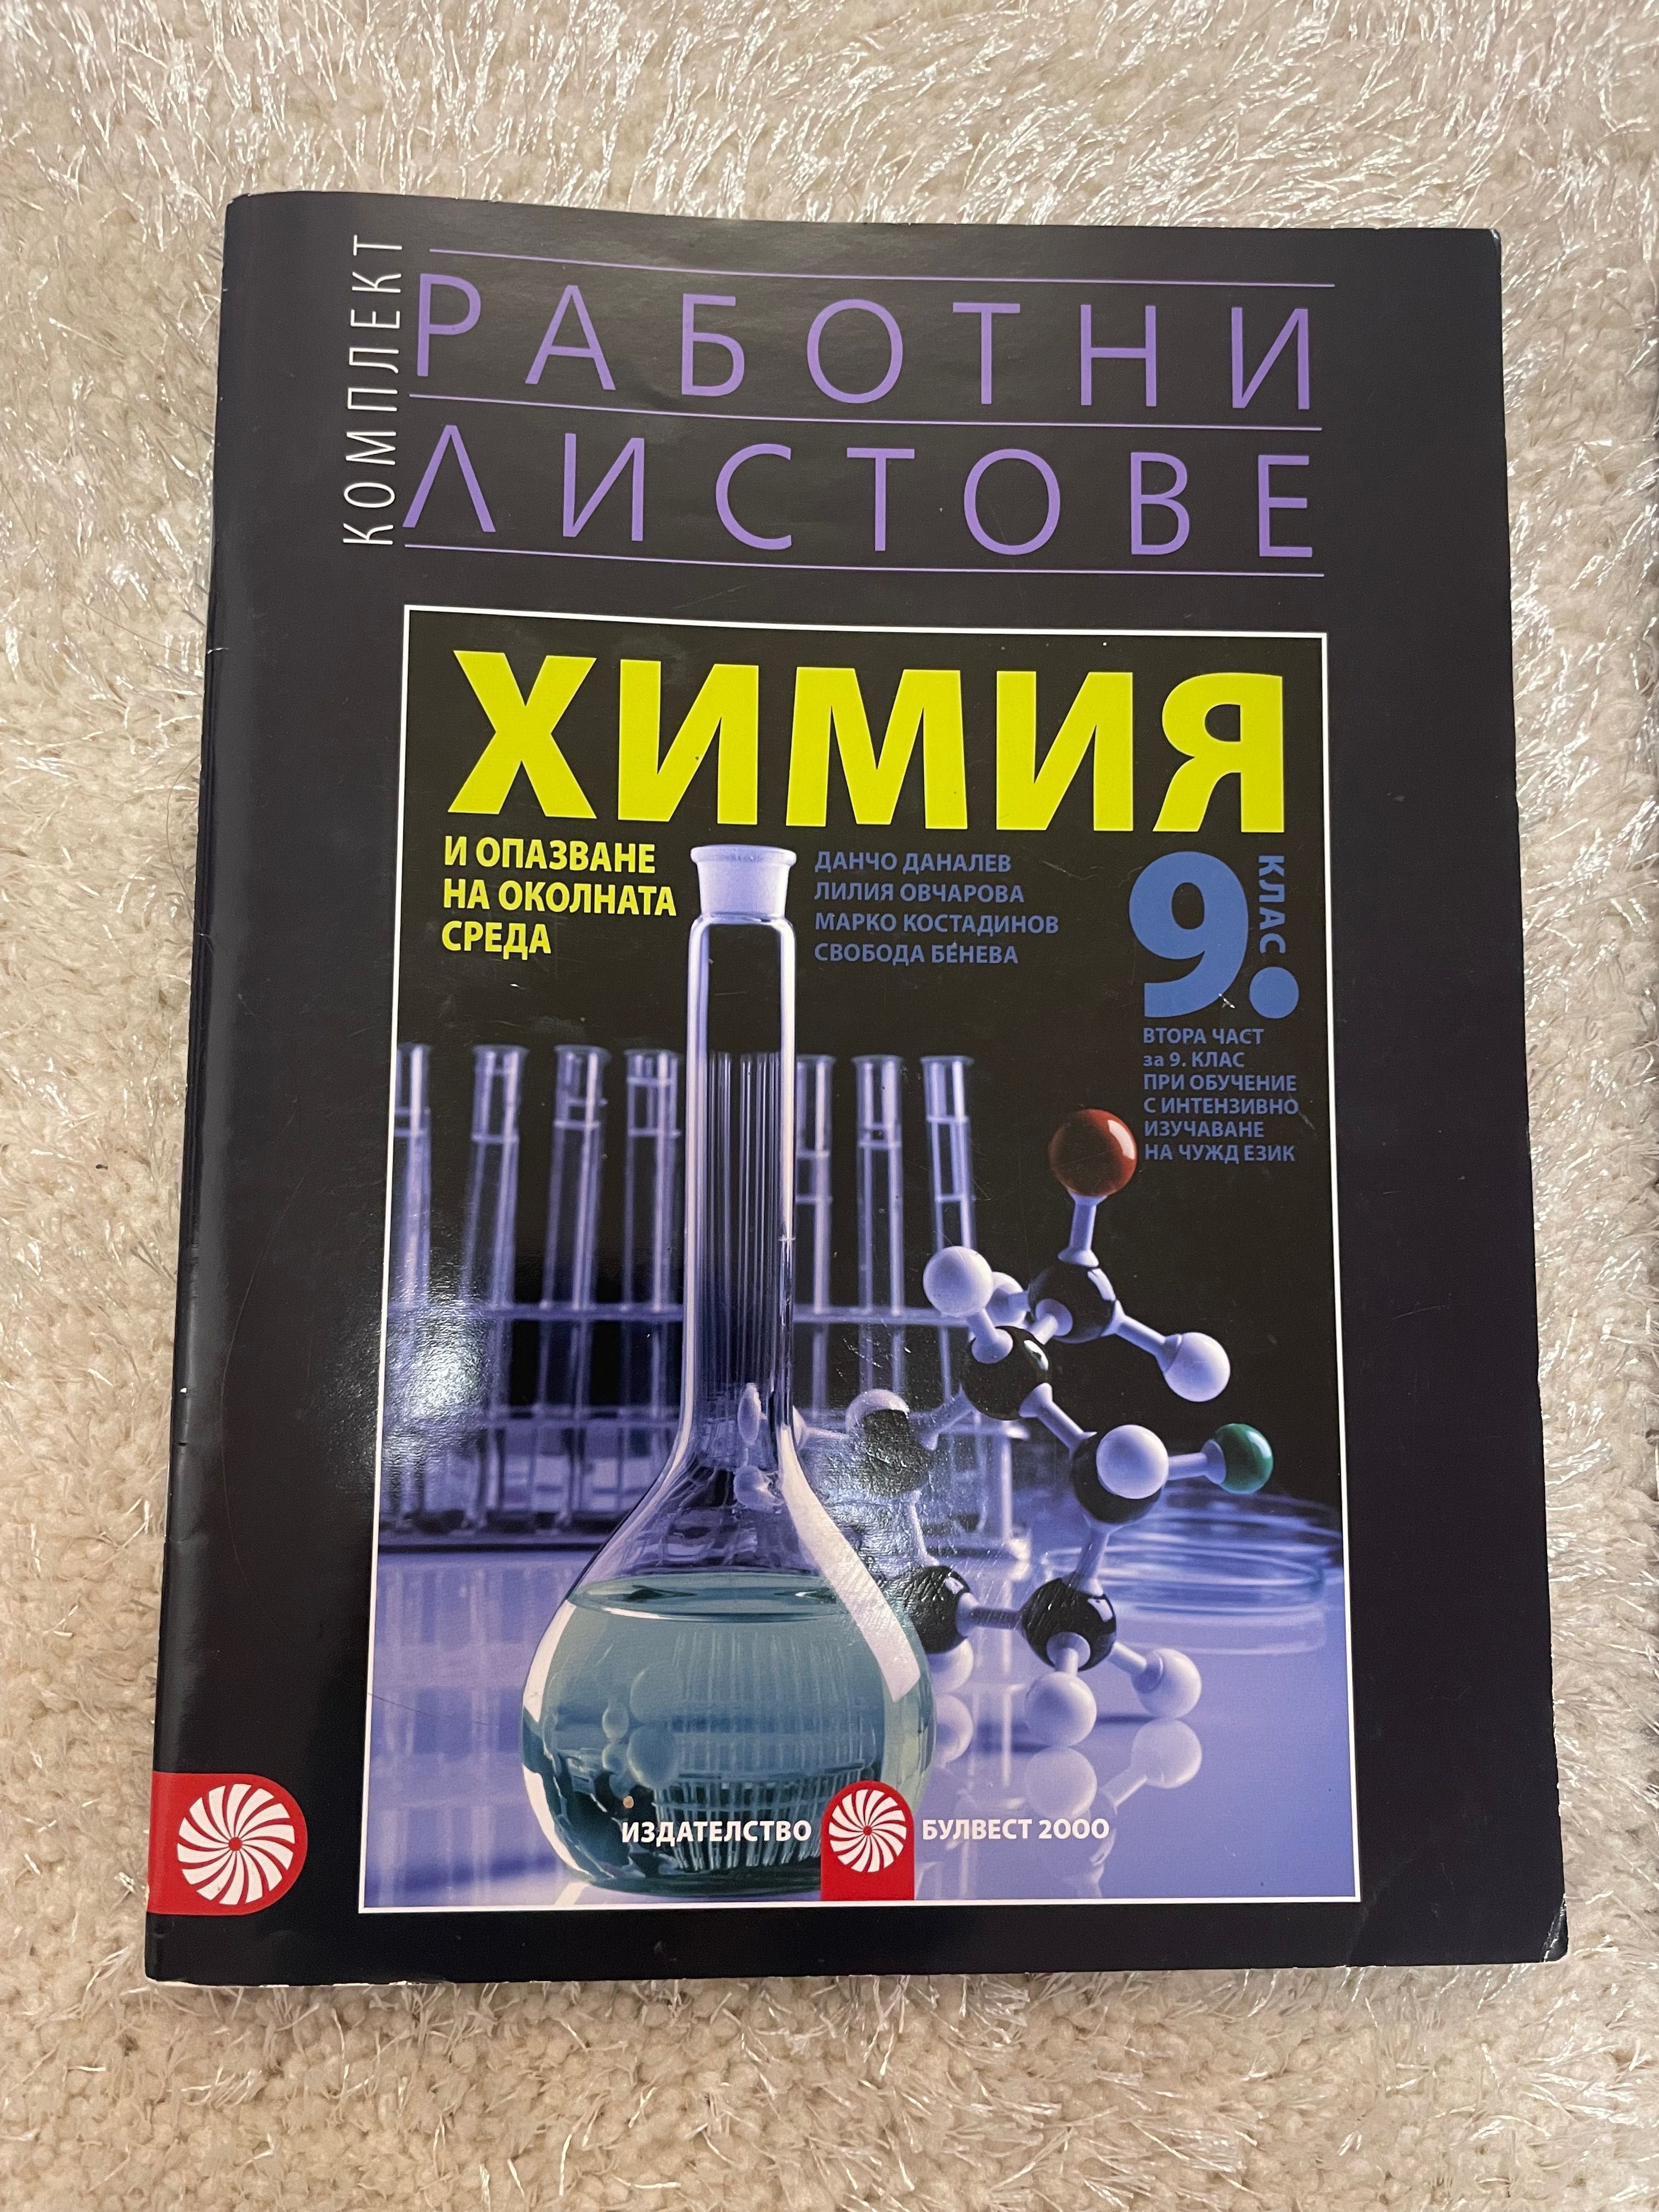 КОМПЛЕКТ
РАБОТНИ
ЛИСТОВЕ
ХИМИЯ
И ОПАЗВАНЕ
НА ОКОЛНАТА
СРЕДА
ДАНЧО ДАНАЛЕВ
ЛИЛИЯ ОВЧАРОВА
МАРКО КОСТАДИНОВ
СВОБОДА БЕНЕВА
9.
КЛАС
ВТОРА ЧАСТ
за 9. КЛАС
ПРИ ОБУЧЕНИЕ
С ИНТЕНЗИВНО
ИЗУЧАВАНЕ
НА ЧУЖД ЕЗИК
ИЗДАТЕЛСТВО БУЛВЕСТ 2000